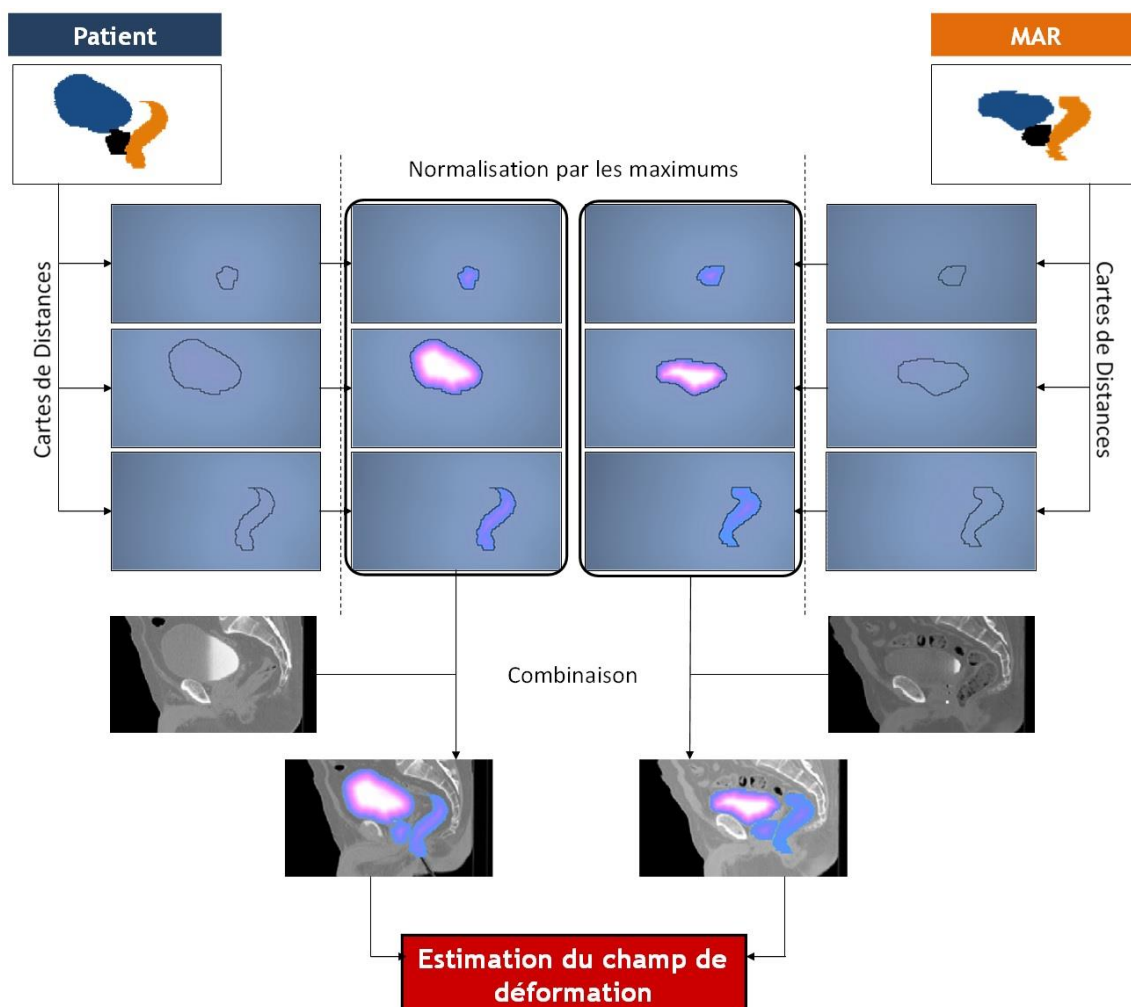 Patient
MAR
Normalisation par les maximums
Cartes de Distances
Cartes de Distances
Combinaison
Estimation du champ de
déformation